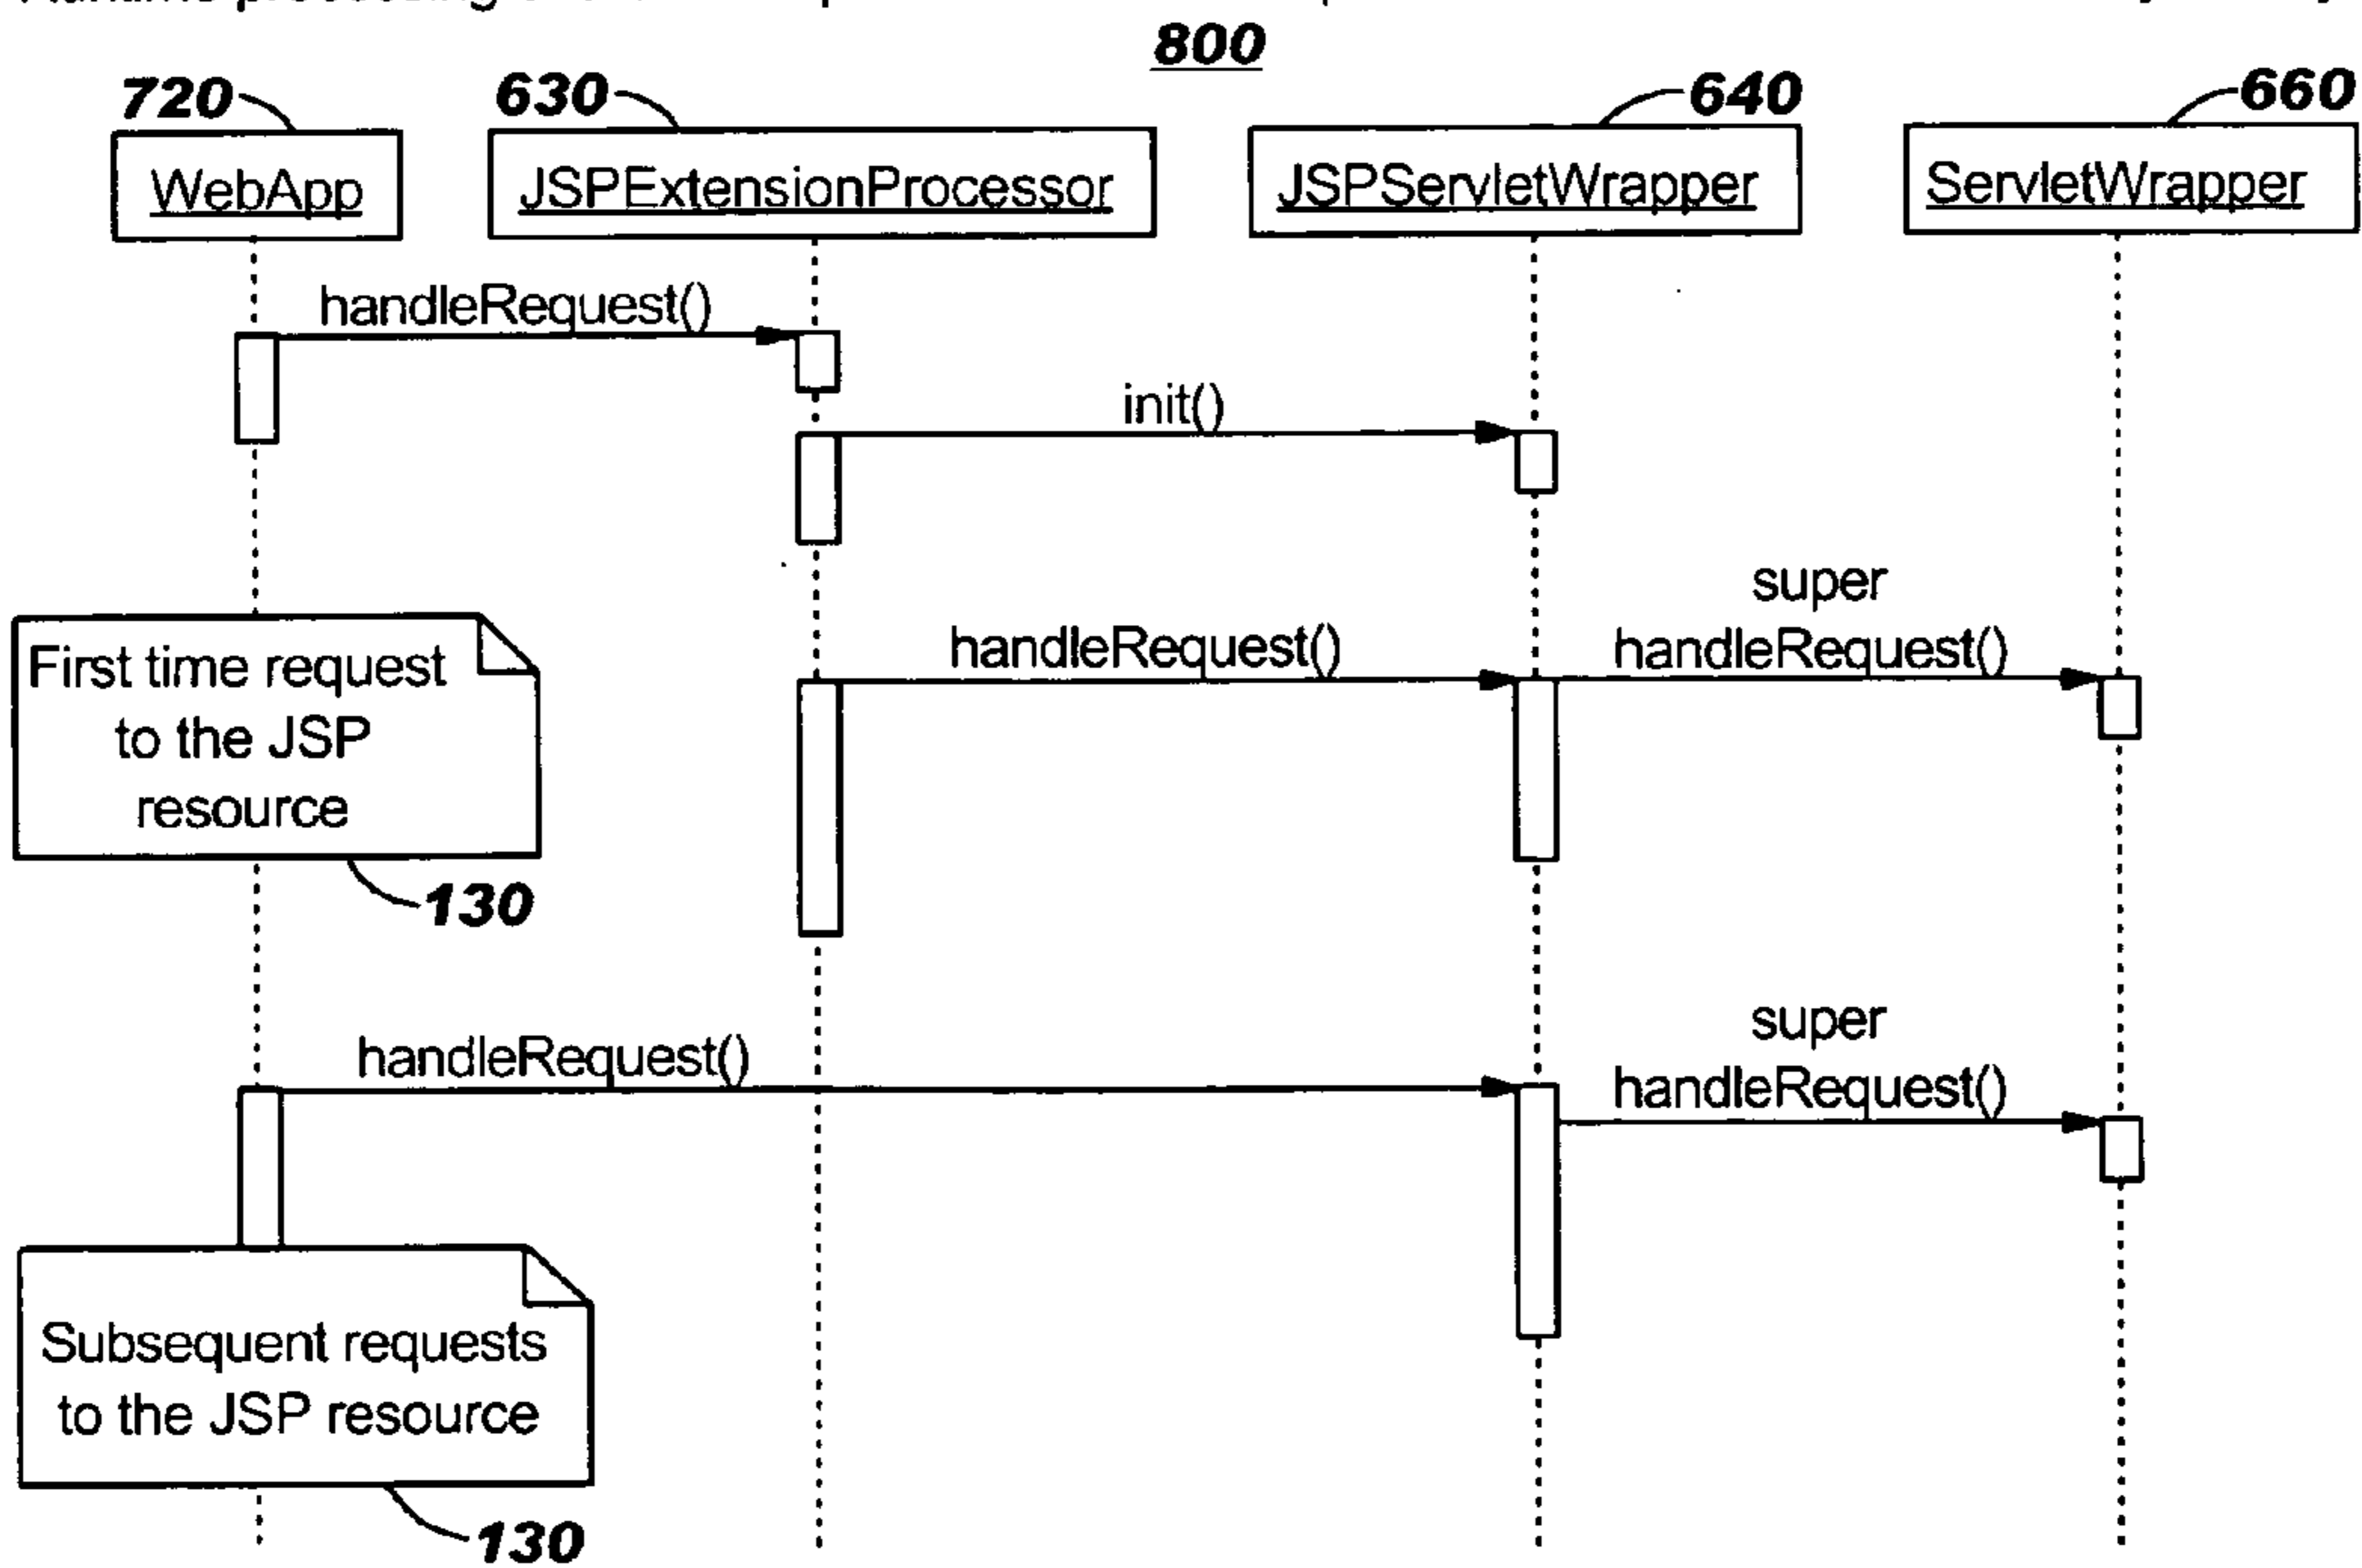 800
720
630
640
660
WebApp
JSPExtensionProcessor
JSPServletWrapper
ServletWrapper
handleRequest()
init()
super
handleRequest()
handleRequest()
First time request
to the JSP
resource
130
super
handleRequest()
handleRequest()
Subsequent requests
to the JSP resource
130